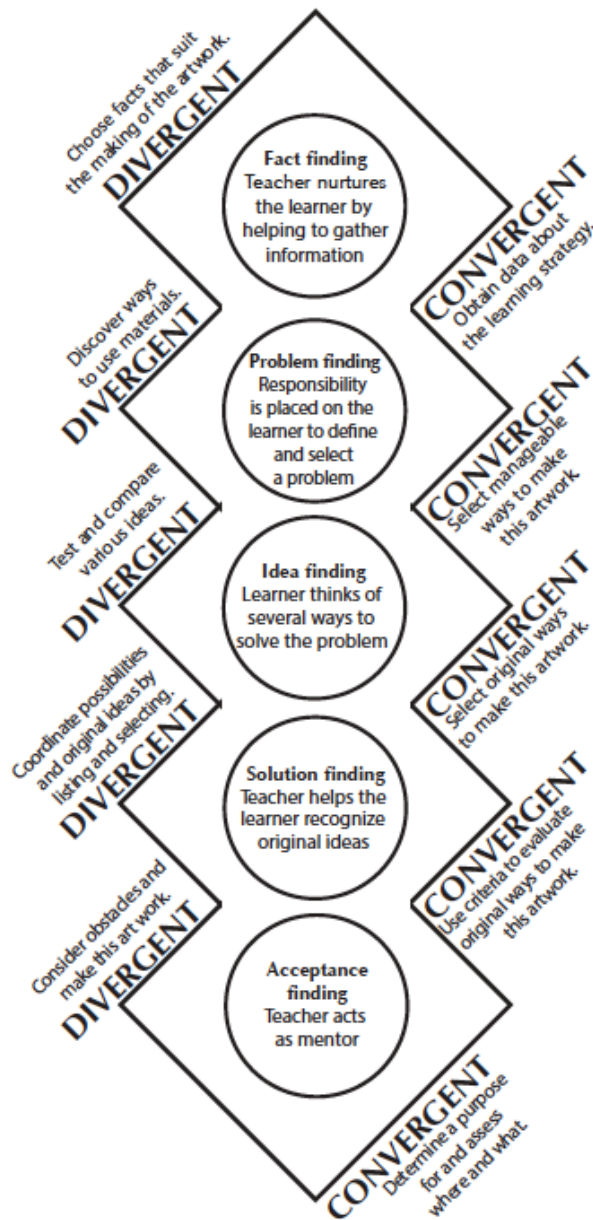 Choose facts that suit
the making of the artwork.
DIVERGENT
Fact finding
Teacher nurtures
the learner by
helping to gather
information
CONVERGENT
Obtain data about
the learning strategy.
Discover ways
to use materials.
DIVERGENT
Problem finding
Responsibility
is placed on the
learner to define
and select
a problem
CONVERGENT
Select manageable
ways to make
this artwork.
Test and compare
various ideas.
DIVERGENT
Idea finding
Learner thinks of
several ways to
solve the problem
CONVERGENT
Select original ways
to make this artwork.
Coordinate possibilities
and original ideas by
listing and selecting.
DIVERGENT
Solution finding
Teacher helps the
learner recognize
original ideas
CONVERGENT
Use criteria to evaluate
original ways to make
this artwork.
Consider obstacles and
make this art work.
DIVERGENT
Acceptance
finding
Teacher acts
as mentor
CONVERGENT
Determine a purpose
for and assess
where and what.